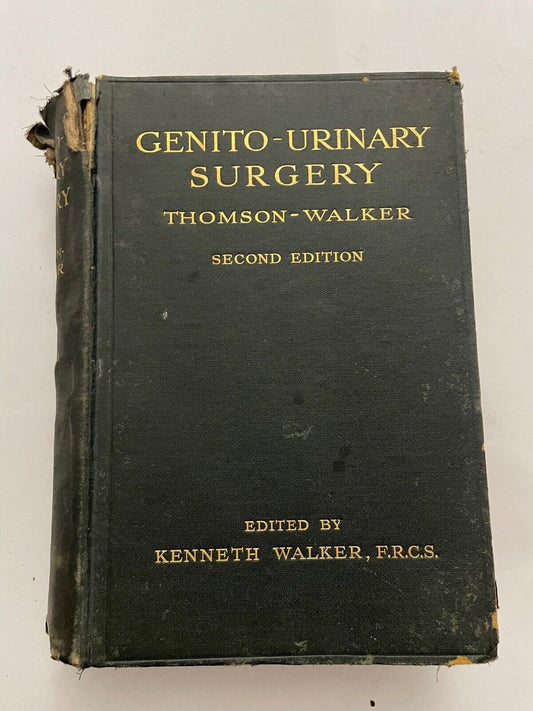 GENITO-URINARY
SURGERY
THOMSON-WALKER
SECOND EDITION
EDITED BY
KENNETH WALKER, F.R.C.S.